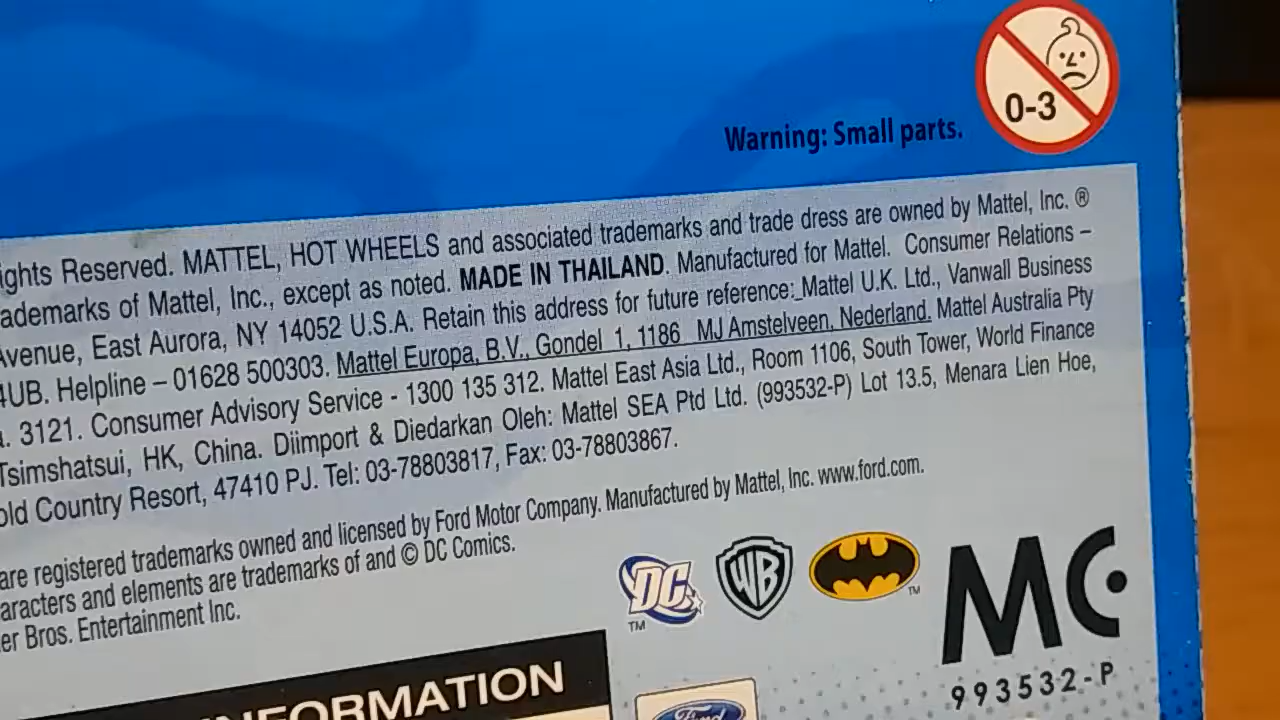 0-3
Warning: Small parts.
ights Reserved. MATTEL, HOT WHEELS and associated trademarks and trade dress are owned by Mattel, Inc. ®
ademarks of Mattel, Inc., except as noted. MADE IN THAILAND. Manufactured for Mattel. Consumer Relations –
Avenue, East Aurora, NY 14052 U.S.A. Retain this address for future reference: Mattel U.K. Ltd., Vanwall Business
4UB. Helpline – 01628 500303. Mattel Europa, B.V., Gondel 1, 1186 MJ Amstelveen, Nederland. Mattel Australia Pty
. 3121. Consumer Advisory Service - 1300 135 312. Mattel East Asia Ltd., Room 1106, South Tower, World Finance
Tsimshatsui, HK, China. Diimport & Diedarkan Oleh: Mattel SEA Ptd Ltd. (993532-P) Lot 13.5, Menara Lien Hoe,
old Country Resort, 47410 PJ. Tel: 03-78803817, Fax: 03-78803867.
are registered trademarks owned and licensed by Ford Motor Company. Manufactured by Mattel, Inc. www.ford.com.
aracters and elements are trademarks of and © DC Comics.
er Bros. Entertainment Inc.
DC TM
WB
TM
MC
993532-P
INFORMATION
Ford